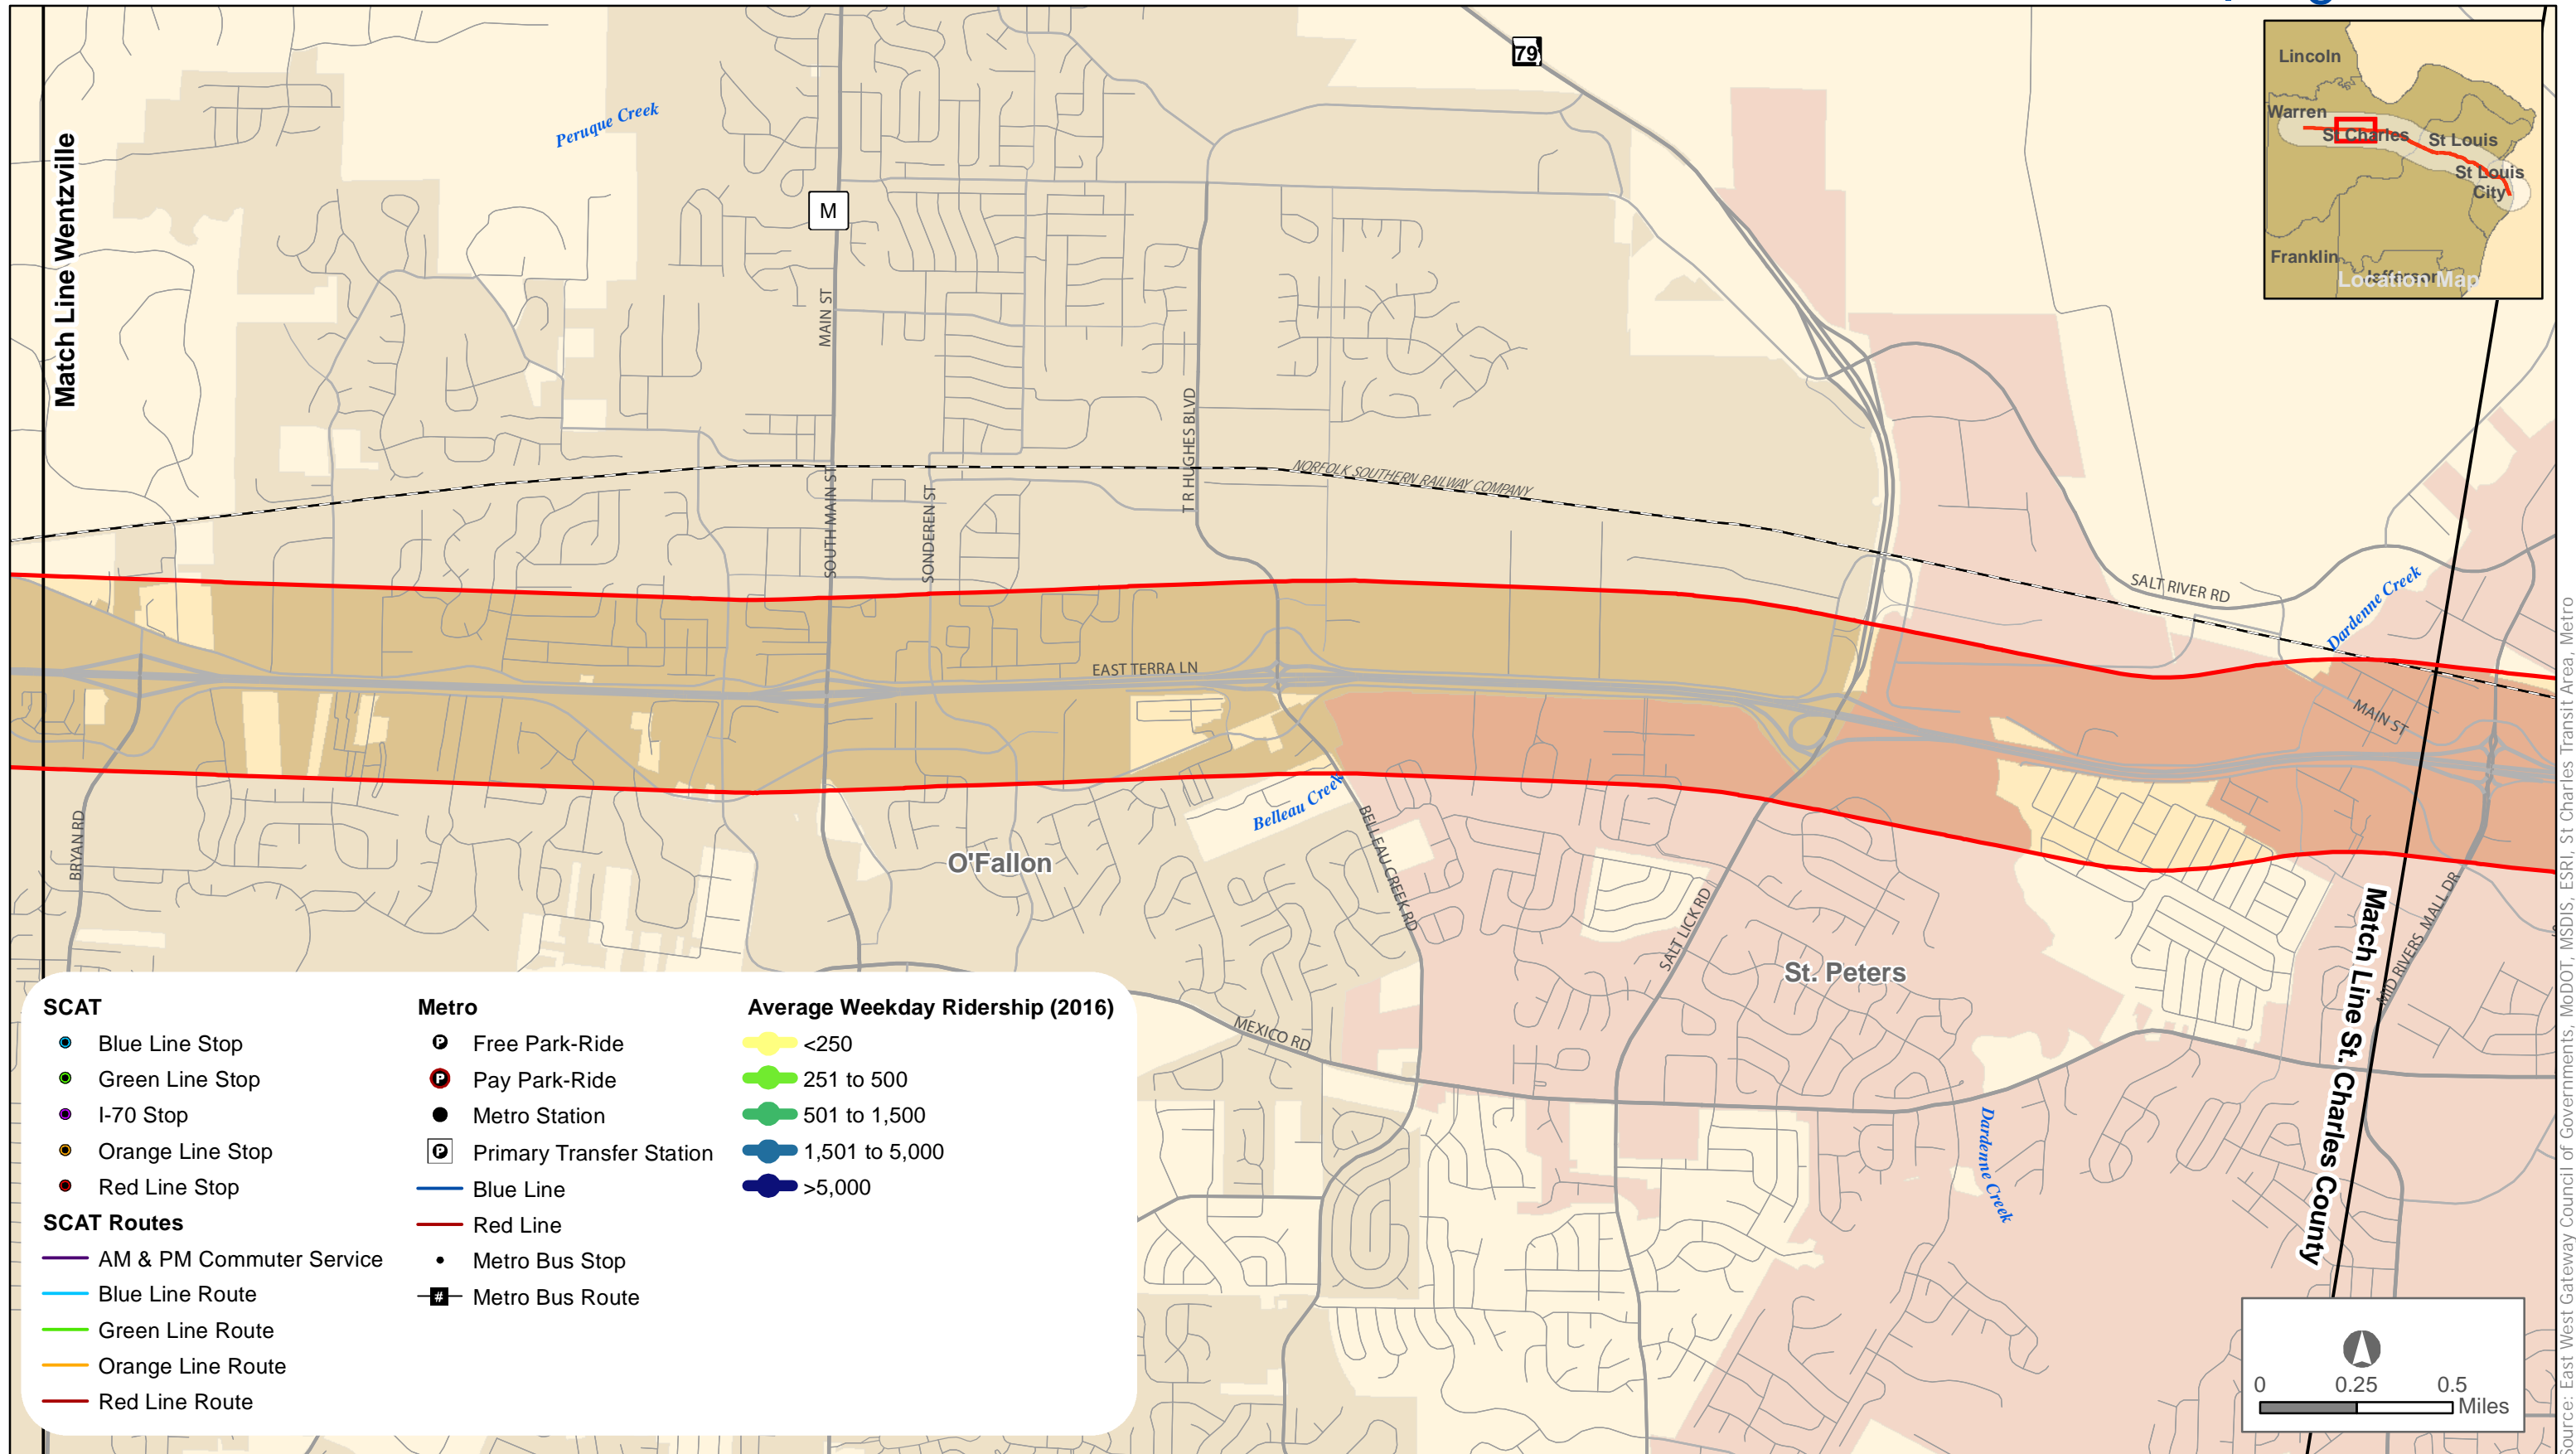 79
Lincoln
Warren
St Charles
St Louis
St Louis
City
Franklin
Jefferson
Location Map
Peruque Creek
Match Line Wentzville
M
MAIN ST
T R HUGHES BLVD
NORFOLK SOUTHERN RAILWAY COMPANY
SOUTH MAIN ST
SONDEREN ST
SALT RIVER RD
Dardenne Creek
EAST TERRA LN
MAIN ST
Belleau Creek
BRYAN RD
O'Fallon
BELLEAU CREEK RD
SALT LICK RD
St. Peters
MID RIVERS MALL DR
Match Line St. Charles County
MEXICO RD
Dardenne Creek
SCAT
Blue Line Stop
Green Line Stop
I-70 Stop
Orange Line Stop
Red Line Stop
SCAT Routes
AM & PM Commuter Service
Blue Line Route
Green Line Route
Orange Line Route
Red Line Route
Metro
P Free Park-Ride
P Pay Park-Ride
Metro Station
P Primary Transfer Station
Blue Line
Red Line
Metro Bus Stop
# Metro Bus Route
Average Weekday Ridership (2016)
<250
251 to 500
501 to 1,500
1,501 to 5,000
>5,000
0 0.25 0.5
Miles
Source: East West Gateway Council of Governments, MoDOT, MSDIS, ESRI, St Charles Transit Area, Metro